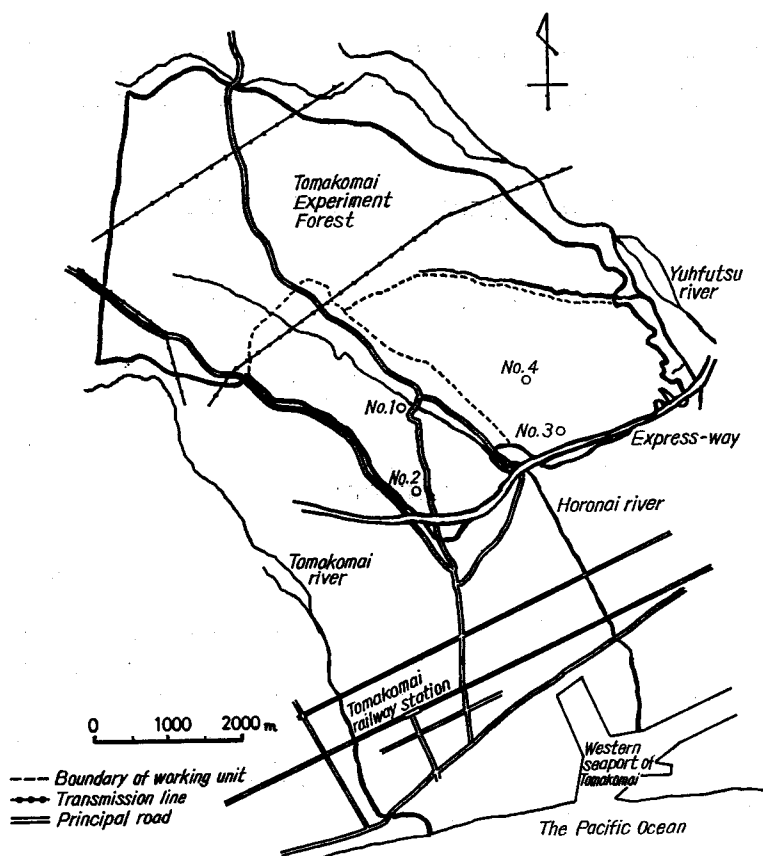 Tomakomai
Experiment
Forest
Yuhfutsu
river
No.4
No.1
No.3
Express-way
No.2
Horonai river
Tomakomai
river
Tomakomai
railway station
0 1000 2000 m
Western
seaport of
Tomakomai
Boundary of working unit
Transmission line
Principal road
The Pacific Ocean